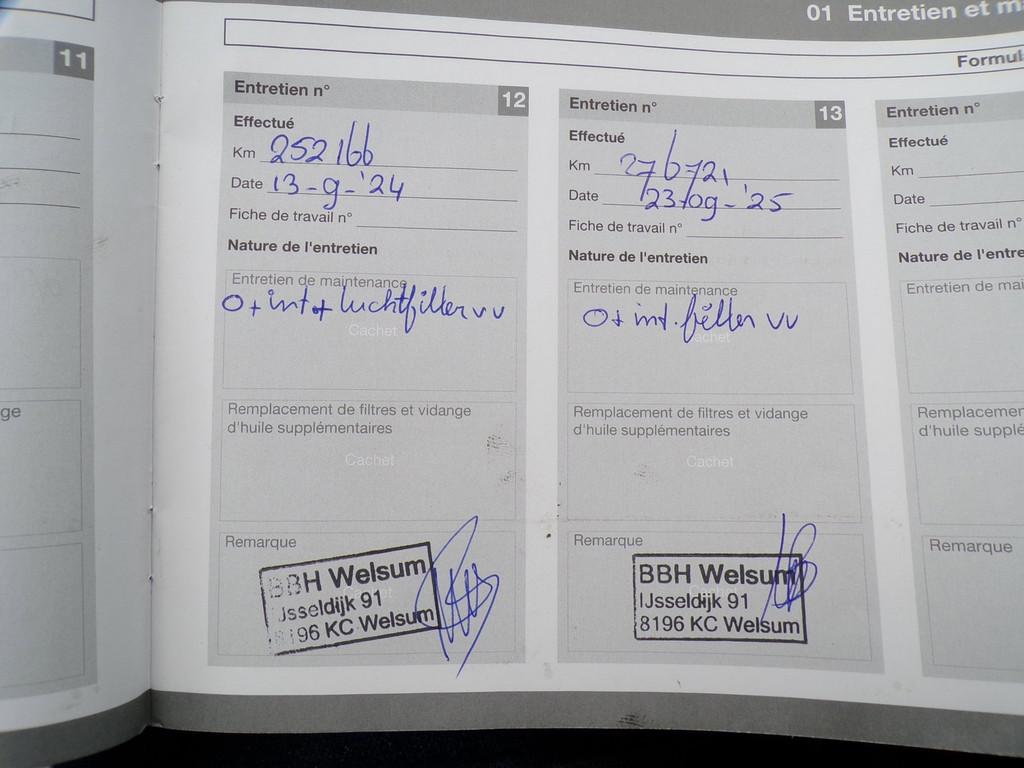 01 Entretien et m
Formul
11
ge
Entretien n° 12
Effectué
Km 252166
Date 13-9-'24
Fiche de travail n°
Nature de l'entretien
Entretien de maintenance
O + int + luchtfilter vv
Cachet
Remplacement de filtres et vidange
d'huile supplémentaires
Cachet
Remarque
BBH Welsum
IJsseldijk 91
8196 KC Welsum
Entretien n° 13
Effectué
Km 276721
Date 23/09-'25
Fiche de travail n°
Nature de l'entretien
Entretien de maintenance
O + int. filter vv
Cachet
Remplacement de filtres et vidange
d'huile supplémentaires
Cachet
Remarque
BBH Welsum
IJsseldijk 91
8196 KC Welsum
Entretien n°
Effectué
Km
Date
Fiche de travail n°
Nature de l'entre
Entretien de mai
Remplacemen
d'huile supplé
Remarque